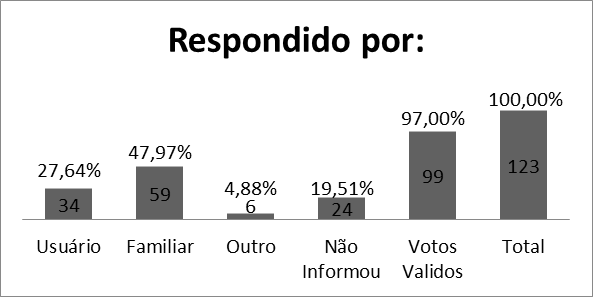 Respondido por:
27,64%
47,97%
4,88%
19,51%
97,00%
100,00%
34
59
6
24
99
123
Usuário
Familiar
Outro
Não
Informou
Votos
Validos
Total